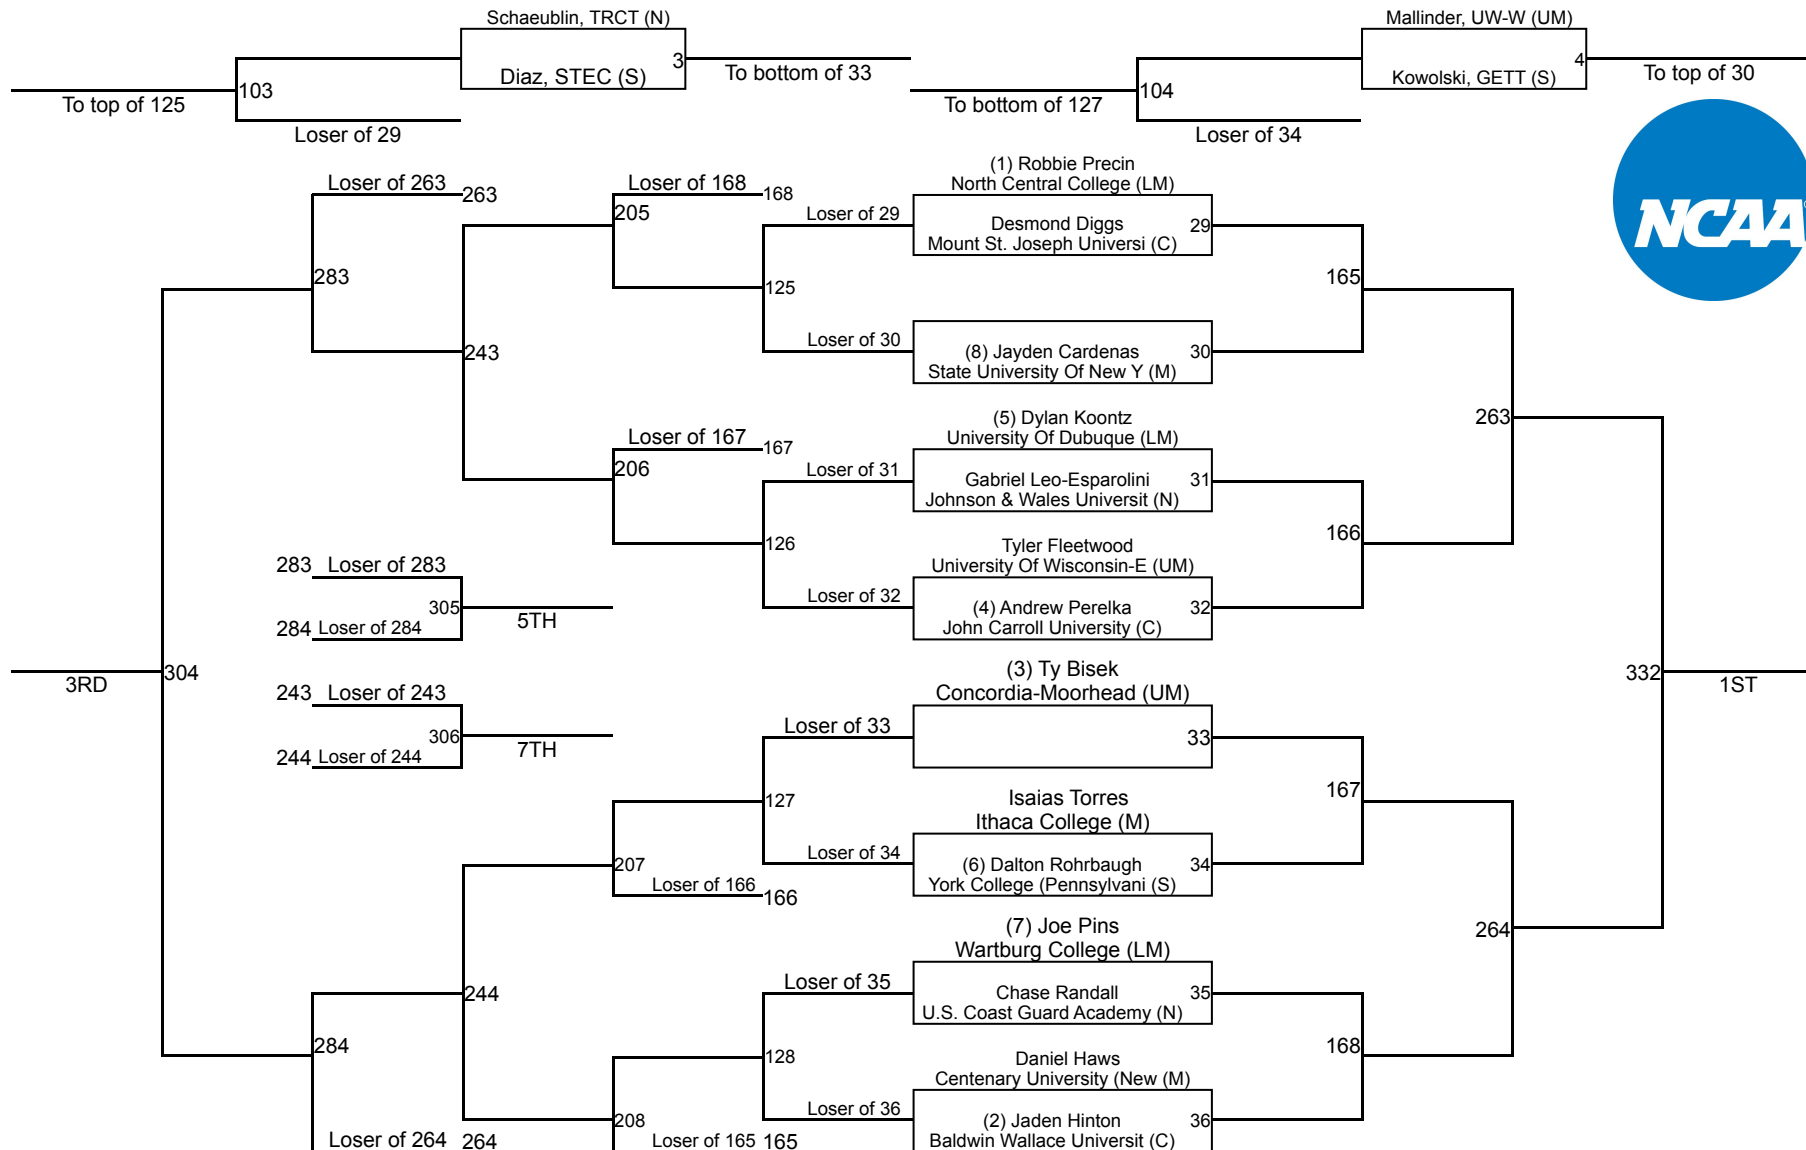 Schaeublin, TRCT (N)
Mallinder, UW-W (UM)
3
4
Diaz, STEC (S)
To bottom of 33
Kowolski, GETT (S)
To top of 30
103
104
To top of 125
To bottom of 127
Loser of 29
Loser of 34
(1) Robbie Precin
North Central College (LM)
Loser of 263
263
Loser of 168
168
205
Loser of 29
Desmond Diggs
29
Mount St. Joseph Universi (C)
NCAA
283
165
125
Loser of 30
243
(8) Jayden Cardenas
30
State University Of New Y (M)
(5) Dylan Koontz
263
University Of Dubuque (LM)
Loser of 167
167
206
Loser of 31
Gabriel Leo-Esparolini
31
Johnson & Wales Universit (N)
166
126
Tyler Fleetwood
University Of Wisconsin-E (UM)
283
Loser of 283
Loser of 32
305
5TH
(4) Andrew Perelka
32
284
Loser of 284
John Carroll University (C)
304
3RD
(3) Ty Bisek
332
1ST
243
Loser of 243
Concordia-Moorhead (UM)
Loser of 33
306
7TH
33
244
Loser of 244
127
Isaias Torres
167
Ithaca College (M)
Loser of 34
207
(6) Dalton Rohrbaugh
34
Loser of 166
166
York College (Pennsylvani (S)
(7) Joe Pins
264
Wartburg College (LM)
Loser of 35
244
Chase Randall
35
U.S. Coast Guard Academy (N)
284
128
168
Daniel Haws
Centenary University (New (M)
Loser of 36
208
(2) Jaden Hinton
36
Loser of 264
264
Loser of 165
165
Baldwin Wallace Universit (C)